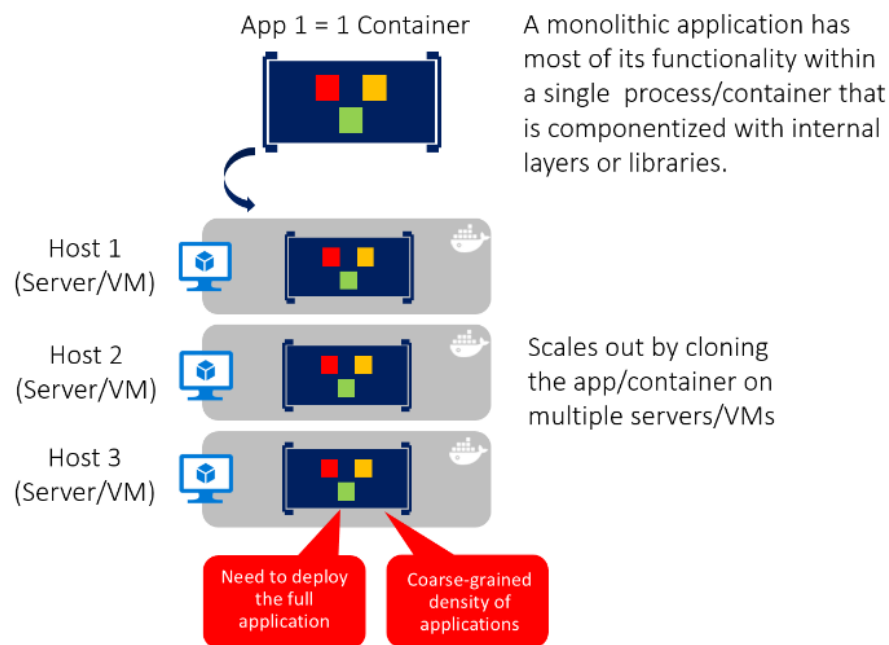 App 1 = 1 Container
A monolithic application has
most of its functionality within
a single process/container that
is componentized with internal
layers or libraries.
Host 1
(Server/VM)
Host 2
(Server/VM)
Scales out by cloning
the app/container on
multiple servers/VMs
Host 3
(Server/VM)
Need to deploy
the full
application
Coarse-grained
density of
applications